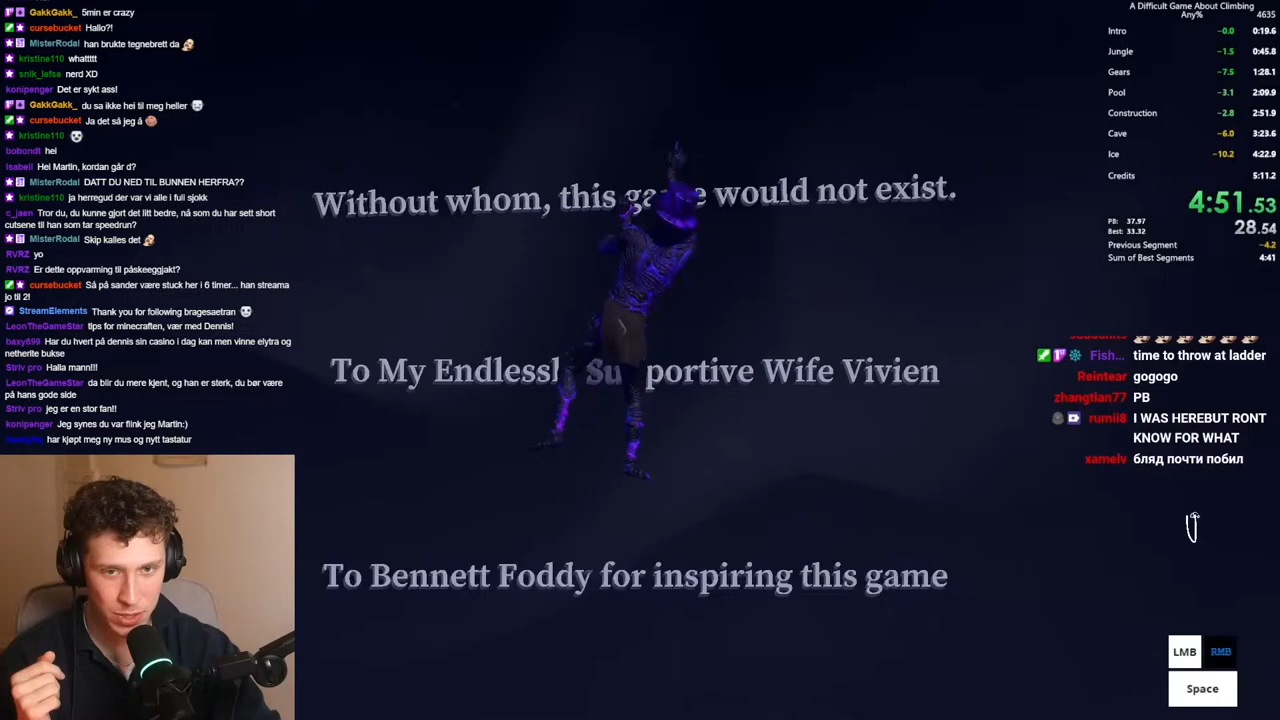 GakkGakk_ 5min er crazy
cursebucket Hallo?!
MisterRodal han brukte tegnebrett da
kristine110 whattttt
snik_lefse nerd XD
konipenger Det er sykt ass!
GakkGakk_ du sa ikke hei til meg heller
cursebucket Ja det så jeg å
kristine110
bobondt hei
Isabell Hei Martin, kordan går d?
MisterRodal DATT DU NED TIL BUNNEN HERFRA??
kristine110 ja herregud der var vi alle i full sjokk
c_jaen Tror du, du kunne gjort det litt bedre, nå som du har sett short
cutsene til han som tar speedrun?
MisterRodal Skip kalles det
RVRZ yo
RVRZ Er dette oppvarming til påskeeggjakt?
cursebucket Så på sander være stuck her i 6 timer... han streama
jo til 2!
StreamElements Thank you for following bragesaetran
LeonTheGameStar tips for minecraften, vær med Dennis!
baxy699 Har du hvert på dennis sin casino i dag kan men vinne elytra og
netherite bukse
Striv pro Halla mann!!!
LeonTheGameStar da blir du mere kjent, og han er sterk, du bør være
på hans gode side
Striv pro jeg er en stor fan!!
konipenger Jeg synes du var flink jeg Martin:)
har kjøpt meg ny mus og nytt tastatur
Without whom, this game would not exist.
To My Endlessl Su portive Wife Vivien
To Bennett Foddy for inspiring this game
A Difficult Game About Climbing
Any% 4635
Intro −0.0 0:19.6
Jungle −1.5 0:45.8
Gears −7.5 1:28.1
Pool −3.1 2:09.9
Construction −2.8 2:51.9
Cave −6.0 3:23.6
Ice −10.2 4:22.9
Credits 5:11.2
4:51.53
PB: 37.97
Best: 33.32 28.54
Previous Segment −4.2
Sum of Best Segments 4:41
Fish... time to throw at ladder
Reintear gogogo
zhangtian77 PB
rumii8 I WAS HEREBUT RONT
KNOW FOR WHAT
xamelv бляд почти побил
LMB RMB
Space